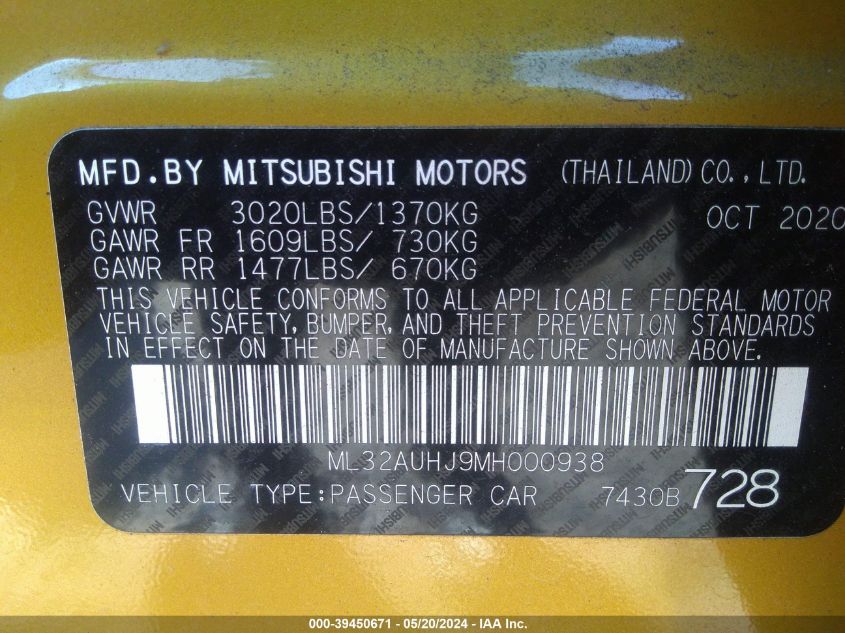 MFD.BY MITSUBISHI MOTORS (THAILAND) CO.,LTD.
GVWR 3020LBS/1370KG OCT 2020
GAWR FR 1609LBS/ 730KG
GAWR RR 1477LBS/ 670KG
THIS VEHICLE CONFORMS TO ALL APPLICABLE FEDERAL MOTOR
VEHICLE SAFETY, BUMPER, AND THEFT PREVENTION STANDARDS
IN EFFECT ON THE DATE OF MANUFACTURE SHOWN ABOVE.
ML32AUHJ9MH000938
VEHICLE TYPE:PASSENGER CAR 7430B 728
000-39450671 - 05/20/2024 - IAA Inc.